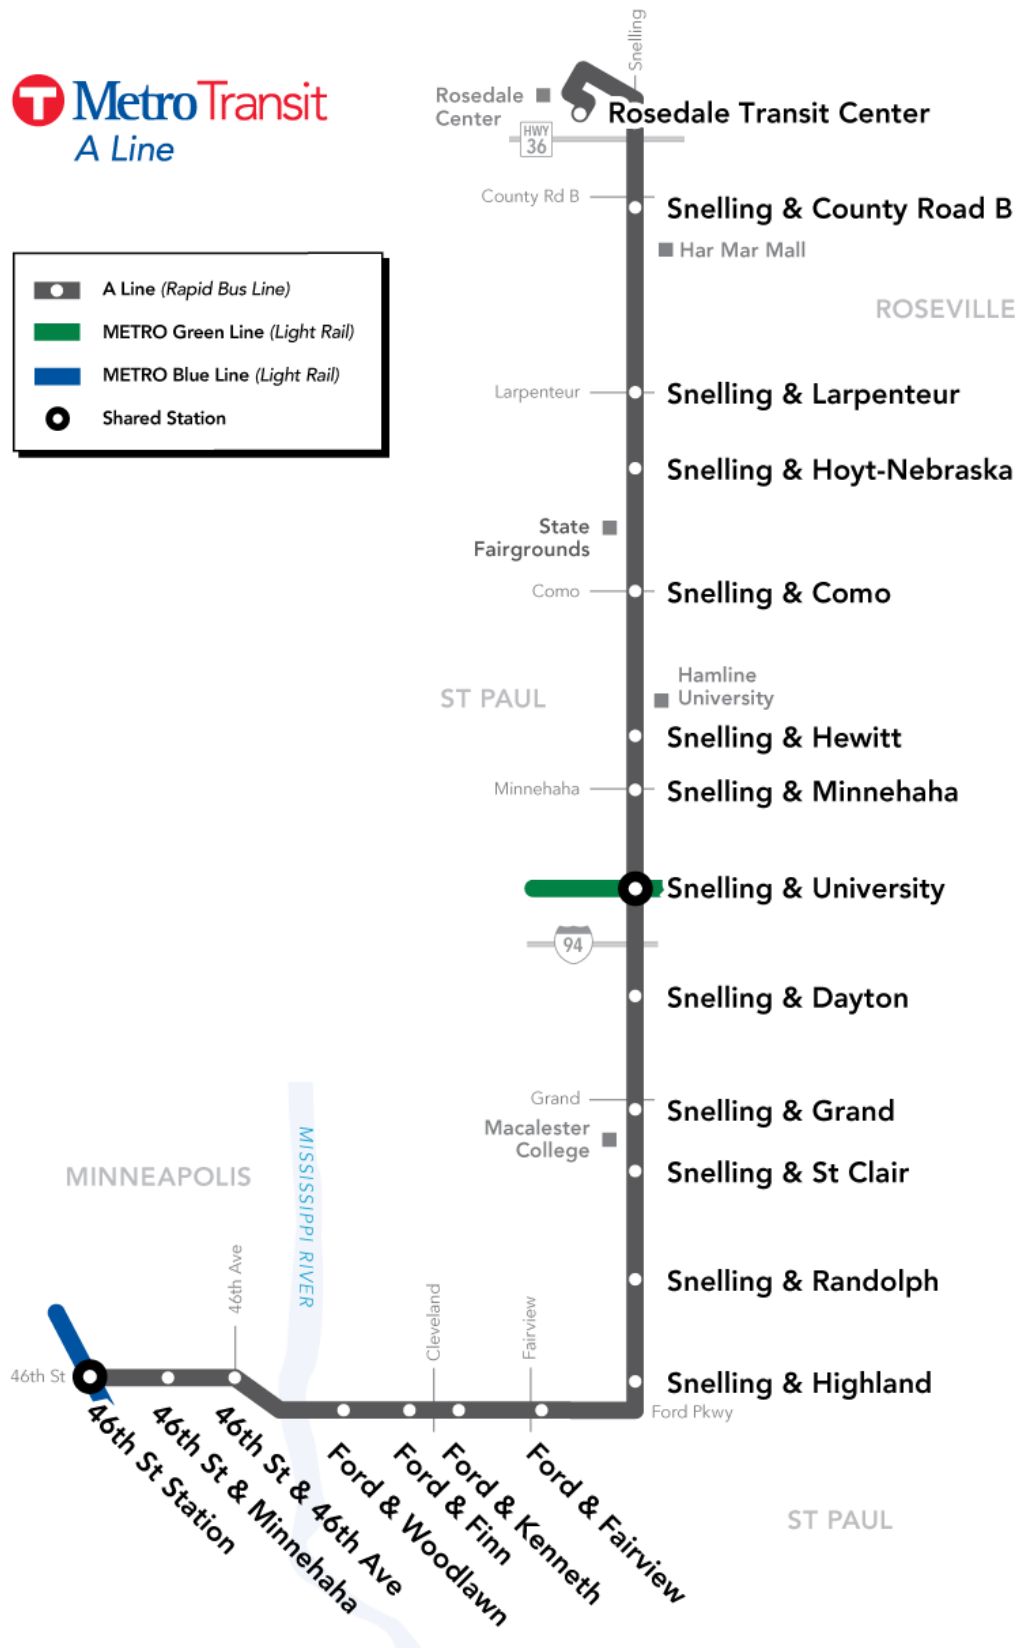 Snelling
T Metro Transit
A Line
Rosedale
Center
Rosedale Transit Center
HWY
36
County Rd B
Snelling & County Road B
Har Mar Mall
A Line (Rapid Bus Line)
METRO Green Line (Light Rail)
METRO Blue Line (Light Rail)
Shared Station
ROSEVILLE
Larpenteur
Snelling & Larpenteur
Snelling & Hoyt-Nebraska
State
Fairgrounds
Como
Snelling & Como
Hamline
University
ST PAUL
Snelling & Hewitt
Minnehaha
Snelling & Minnehaha
Snelling & University
94
Snelling & Dayton
Grand
Snelling & Grand
Macalester
College
Snelling & St Clair
MINNEAPOLIS
MISSISSIPPI RIVER
Snelling & Randolph
46th Ave
Cleveland
Fairview
46th St
Snelling & Highland
Ford Pkwy
46th St Station
46th St & Minnehaha
46th St & 46th Ave
Ford & Woodlawn
Ford & Finn
Ford & Kenneth
Ford & Fairview
ST PAUL